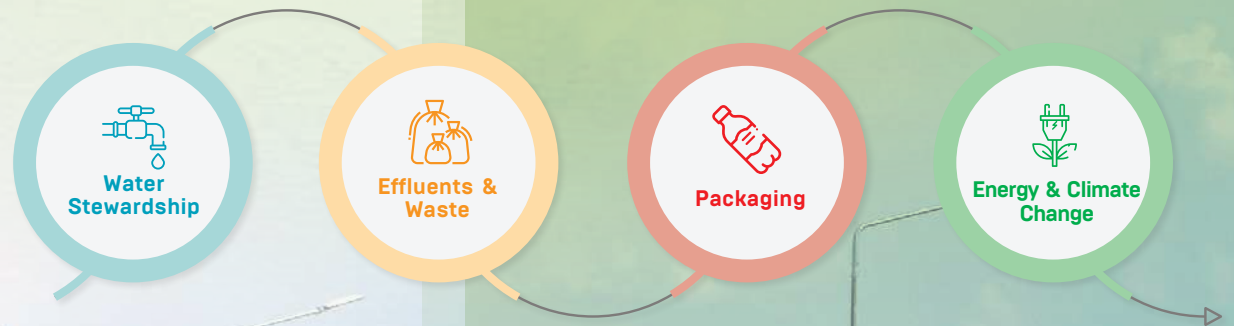 Water
Stewardship
Effluents &
Waste
Packaging
Energy & Climate
Change